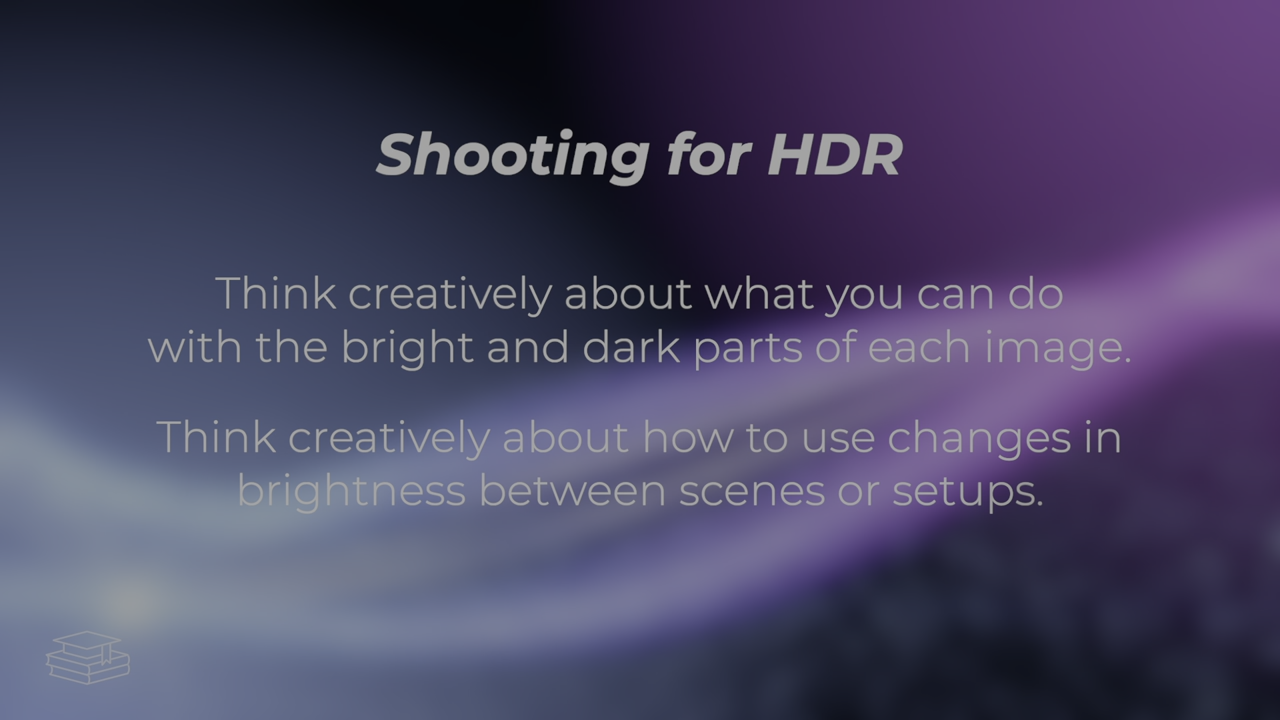 Shooting for HDR
Think creatively about what you can do
with the bright and dark parts of each image.
Think creatively about how to use changes in
brightness between scenes or setups.